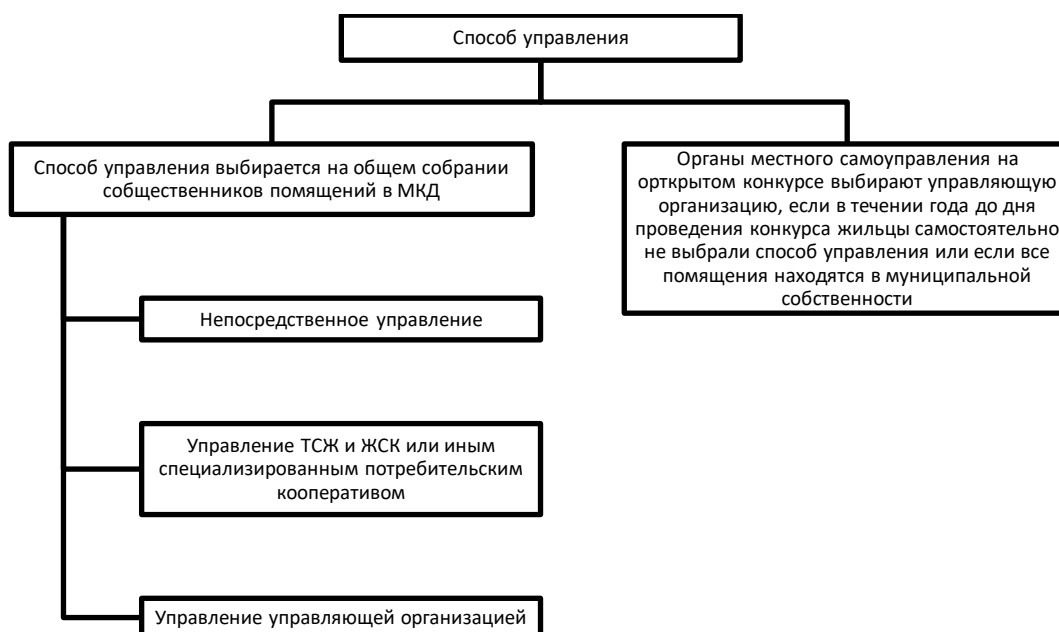 Способ управления
Способ управления выбирается на общем собрании
собщественников помящений в МКД
Органы местного самоуправления на
орткрытом конкурсе выбирают управляющую
организацию, если в течении года до дня
проведения конкурса жильцы самостоятельно
не выбрали способ управления или если все
помящения находятся в муниципальной
собственности
Непосредственное управление
Управление ТСЖ и ЖСК или иным
специализированным потребительским
кооперативом
Управление управляющей организацией